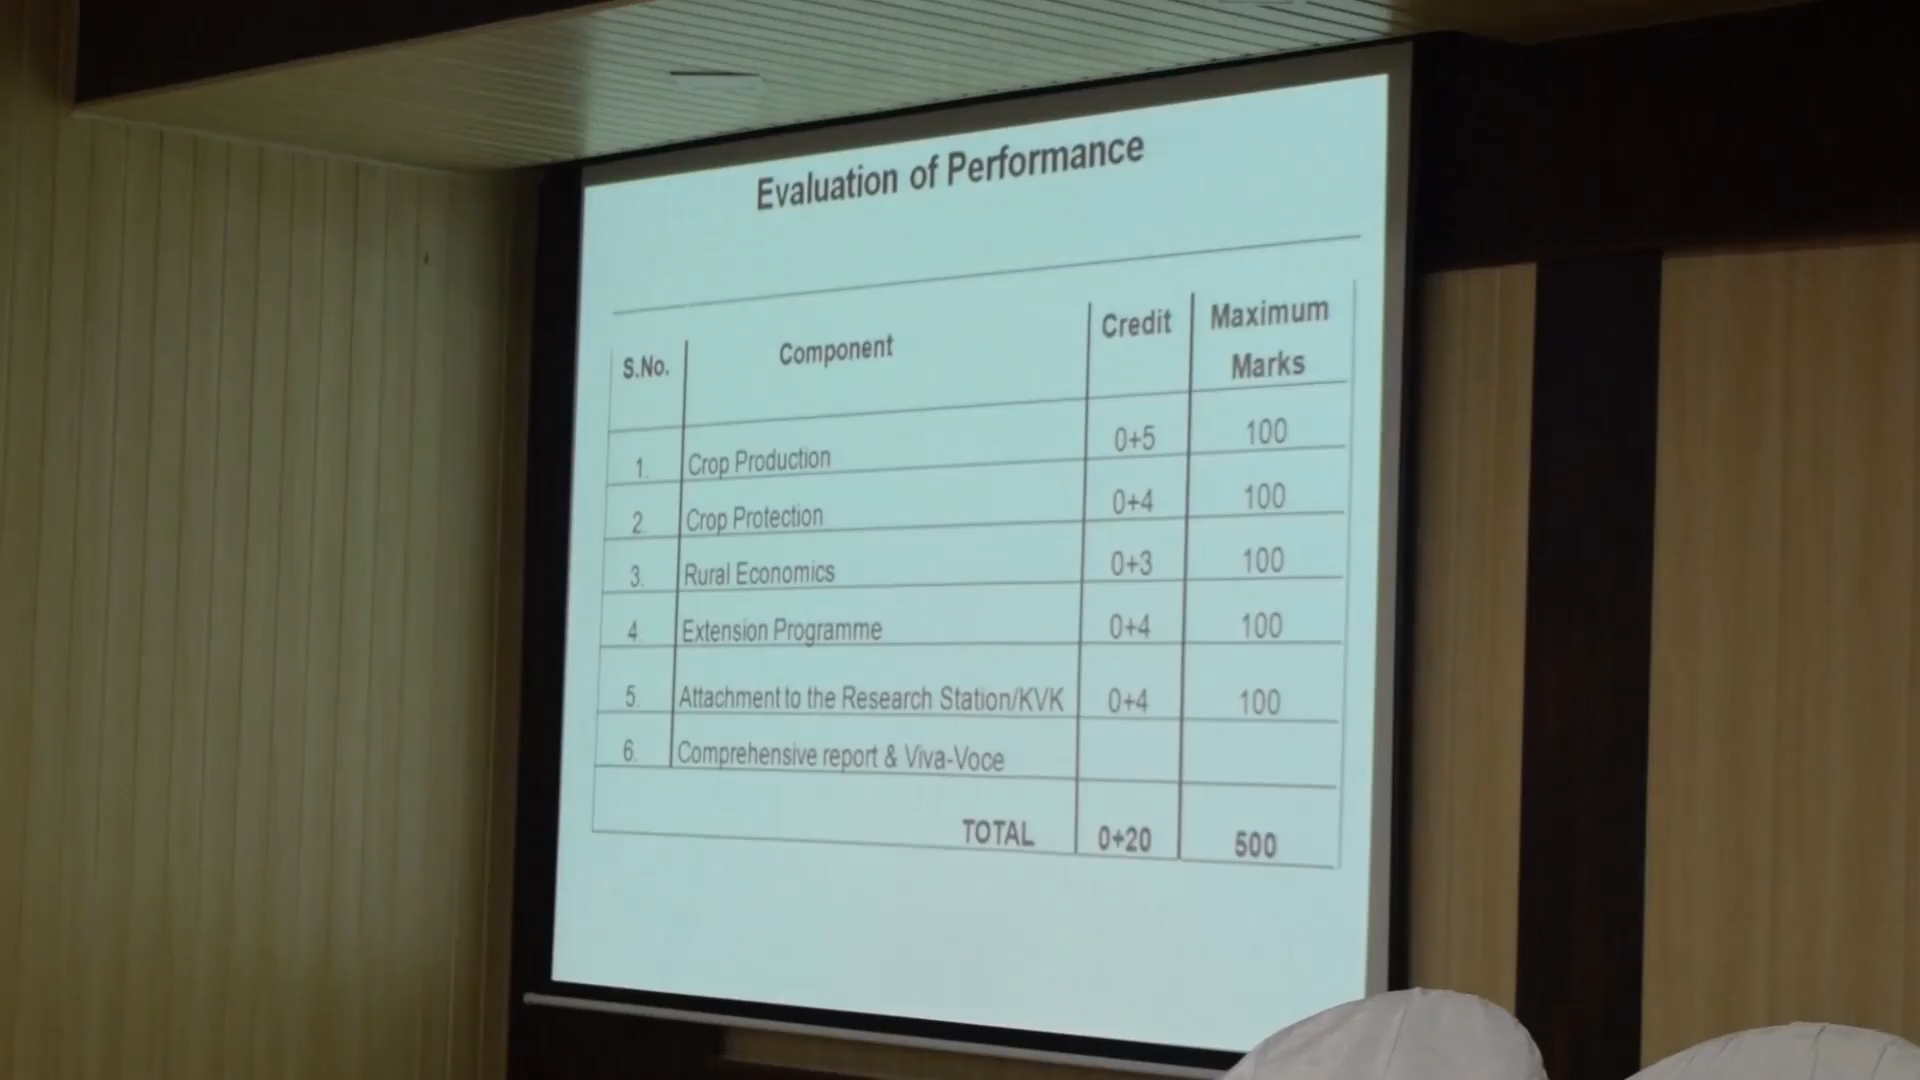 Evaluation of Performance
S.No. Component Credit Maximum Marks
1. Crop Production 0+5 100
2. Crop Protection 0+4 100
3. Rural Economics 0+3 100
4 Extension Programme 0+4 100
5. Attachment to the Research Station/KVK 0+4 100
6. Comprehensive report & Viva-Voce
TOTAL 0+20 500